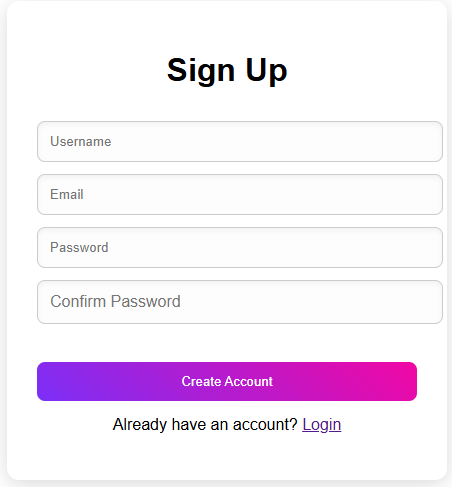 Sign Up
Username
Email
Password
Confirm Password
Create Account
Already have an account? Login